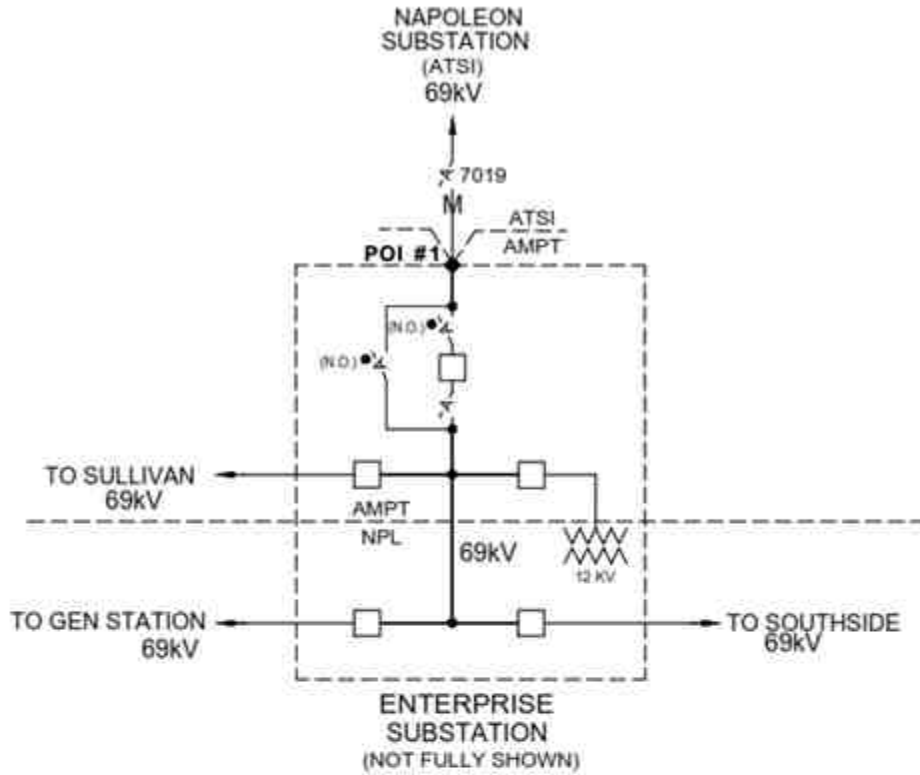 NAPOLEON
SUBSTATION
(ATSI)
69kV
7019
M
ATSI
POI #1
AMPT
(N.O.)
(N.O.)
TO SULLIVAN
69kV
AMPT
NPL
69kV
12 KV
TO GEN STATION
69kV
TO SOUTHSIDE
69kV
ENTERPRISE
SUBSTATION
(NOT FULLY SHOWN)